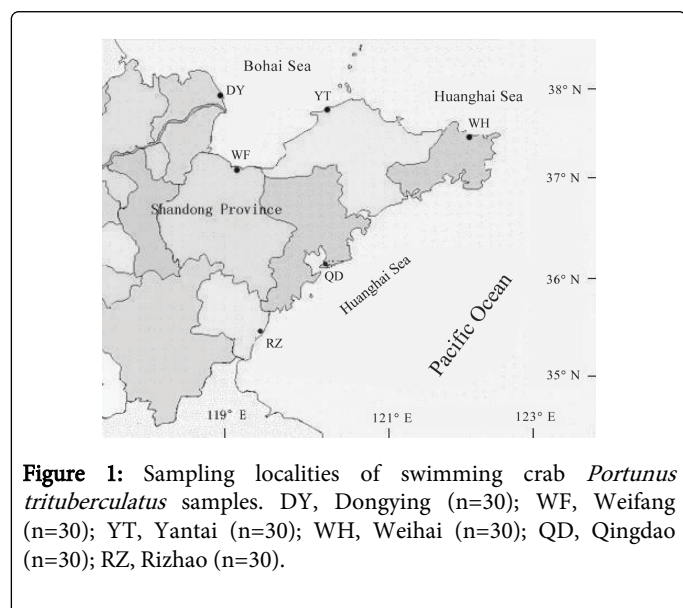 Bohai Sea
DY
YT
Huanghai Sea
38° N
WH
WF
37° N
Shandong Province
QD
Huanghai Sea
36° N
Pacific Ocean
RZ
35° N
119° E
121° E
123° E
Figure 1: Sampling localities of swimming crab Portunus
trituberculatus samples. DY, Dongying (n=30); WF, Weifang
(n=30); YT, Yantai (n=30); WH, Weihai (n=30); QD, Qingdao
(n=30); RZ, Rizhao (n=30).